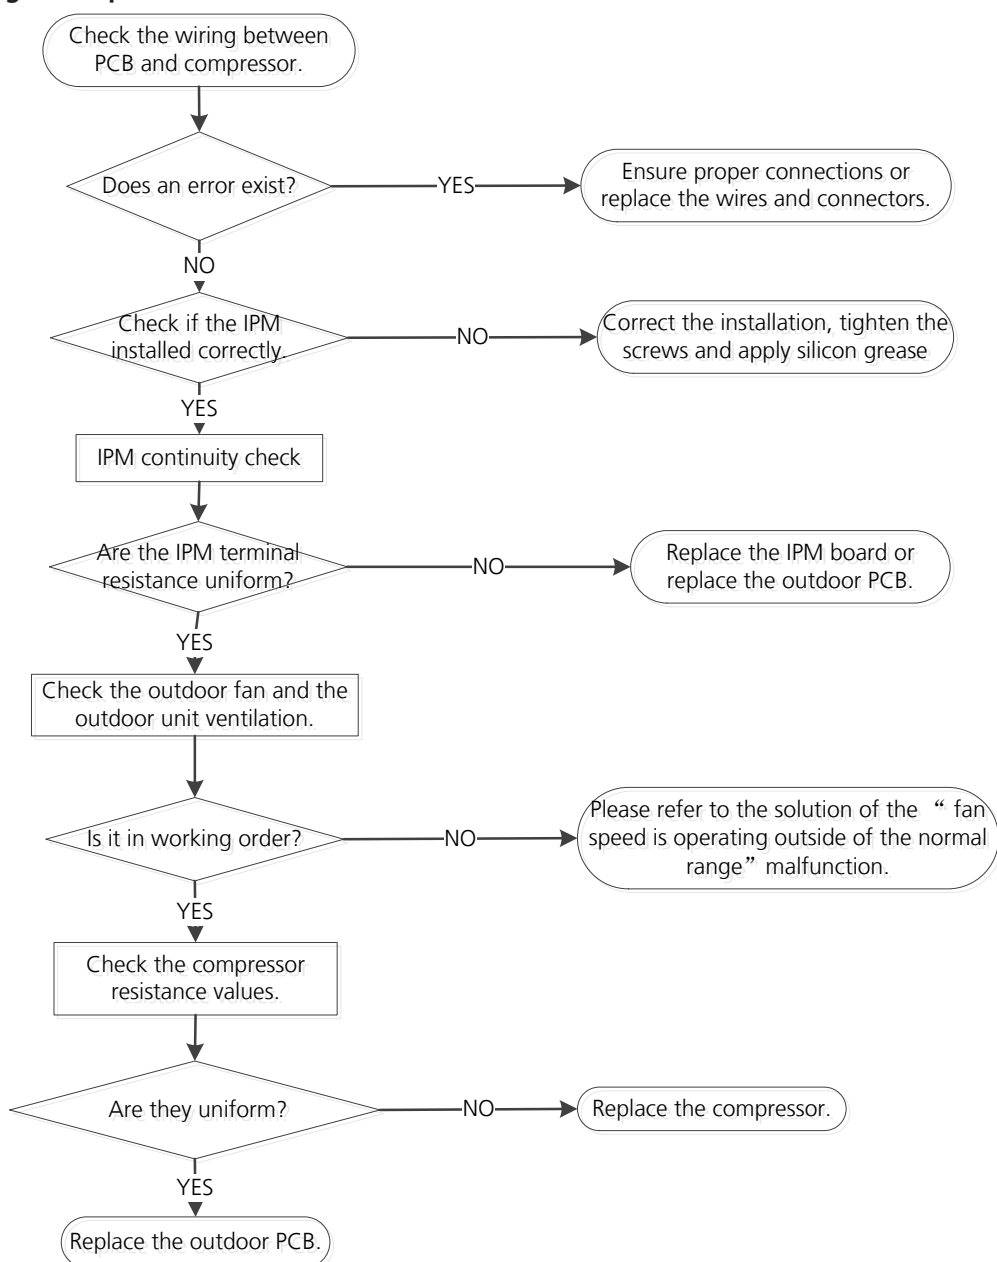 Check the wiring between
PCB and compressor.
Does an error exist?
YES
Ensure proper connections or
replace the wires and connectors.
NO
Check if the IPM
installed correctly.
NO
Correct the installation, tighten the
screws and apply silicon grease
YES
IPM continuity check
Are the IPM terminal
resistance uniform?
NO
Replace the IPM board or
replace the outdoor PCB.
YES
Check the outdoor fan and the
outdoor unit ventilation.
Is it in working order?
NO
Please refer to the solution of the “ fan
speed is operating outside of the normal
range” malfunction.
YES
Check the compressor
resistance values.
Are they uniform?
NO
Replace the compressor.
YES
Replace the outdoor PCB.